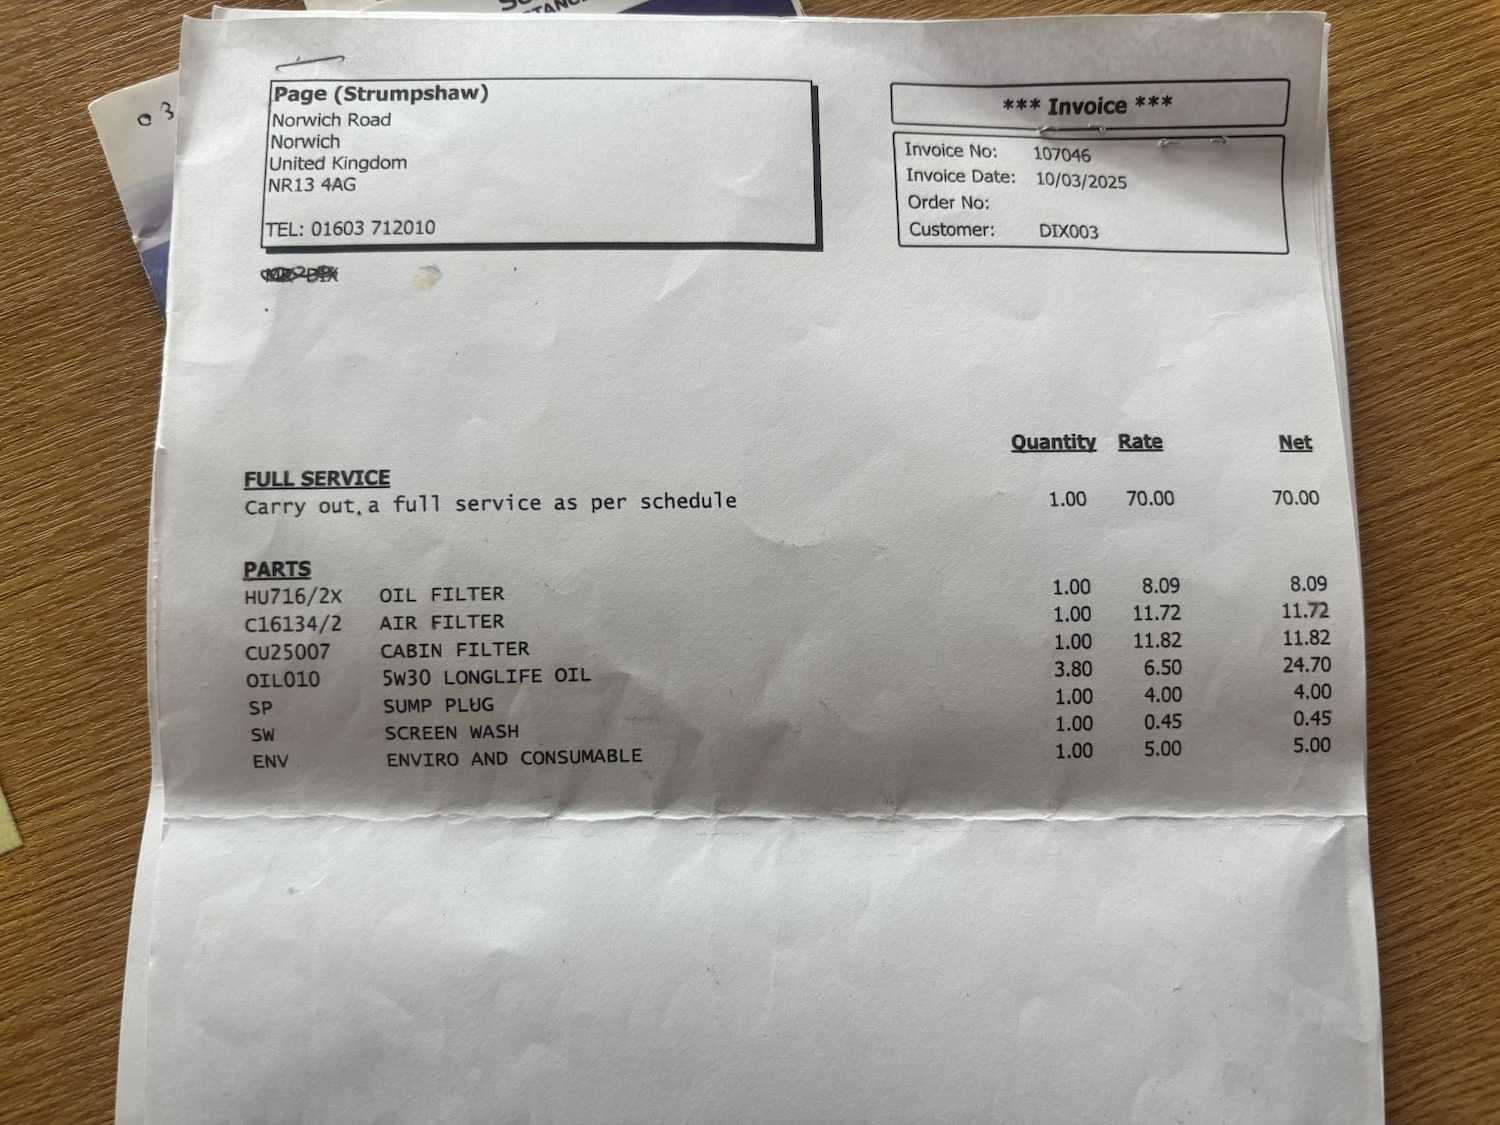 03
Page (Strumpshaw)
Norwich Road
Norwich
United Kingdom
NR13 4AG
TEL: 01603 712010
*** Invoice ***
Invoice No: 107046
Invoice Date: 10/03/2025
Order No:
Customer: DIX003
Quantity Rate Net
FULL SERVICE
Carry out a full service as per schedule 1.00 70.00 70.00
PARTS
HU716/2X OIL FILTER 1.00 8.09 8.09
C16134/2 AIR FILTER 1.00 11.72 11.72
CU25007 CABIN FILTER 1.00 11.82 11.82
OIL010 5W30 LONGLIFE OIL 3.80 6.50 24.70
SP SUMP PLUG 1.00 4.00 4.00
SW SCREEN WASH 1.00 0.45 0.45
ENV ENVIRO AND CONSUMABLE 1.00 5.00 5.00